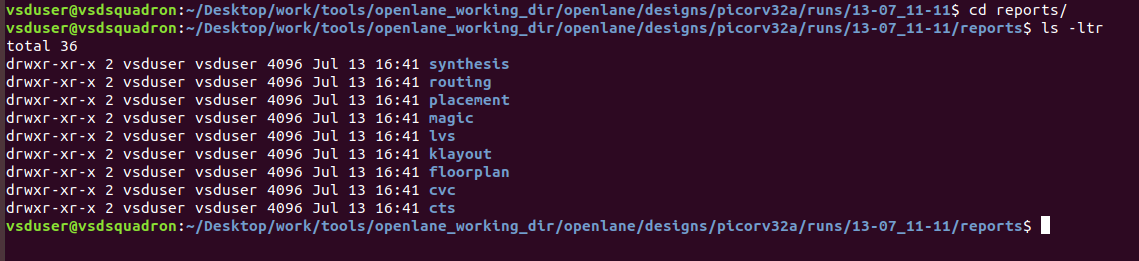 vsduser@vsdsquadron:~/Desktop/work/tools/openlane_working_dir/openlane/designs/picorv32a/runs/13-07_11-11$ cd reports/
vsduser@vsdsquadron:~/Desktop/work/tools/openlane_working_dir/openlane/designs/picorv32a/runs/13-07_11-11/reports$ ls -ltr
total 36
drwxr-xr-x 2 vsduser vsduser 4096 Jul 13 16:41 synthesis
drwxr-xr-x 2 vsduser vsduser 4096 Jul 13 16:41 routing
drwxr-xr-x 2 vsduser vsduser 4096 Jul 13 16:41 placement
drwxr-xr-x 2 vsduser vsduser 4096 Jul 13 16:41 magic
drwxr-xr-x 2 vsduser vsduser 4096 Jul 13 16:41 lvs
drwxr-xr-x 2 vsduser vsduser 4096 Jul 13 16:41 klayout
drwxr-xr-x 2 vsduser vsduser 4096 Jul 13 16:41 floorplan
drwxr-xr-x 2 vsduser vsduser 4096 Jul 13 16:41 cvc
drwxr-xr-x 2 vsduser vsduser 4096 Jul 13 16:41 cts
vsduser@vsdsquadron:~/Desktop/work/tools/openlane_working_dir/openlane/designs/picorv32a/runs/13-07_11-11/reports$